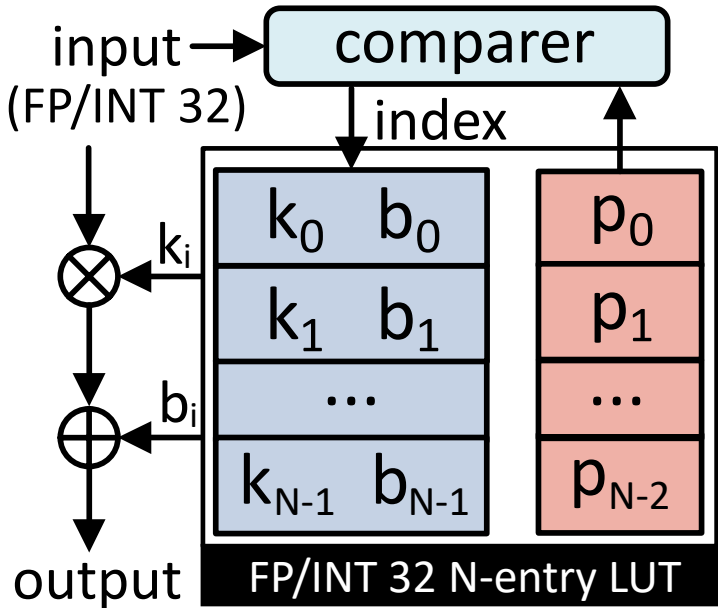 input
comparer
(FP/INT 32)
index
k0 b0
p0
ki
k1 b1
p1
... 
...
bi
kN-1 bN-1
pN-2
output
FP/INT 32 N-entry LUT